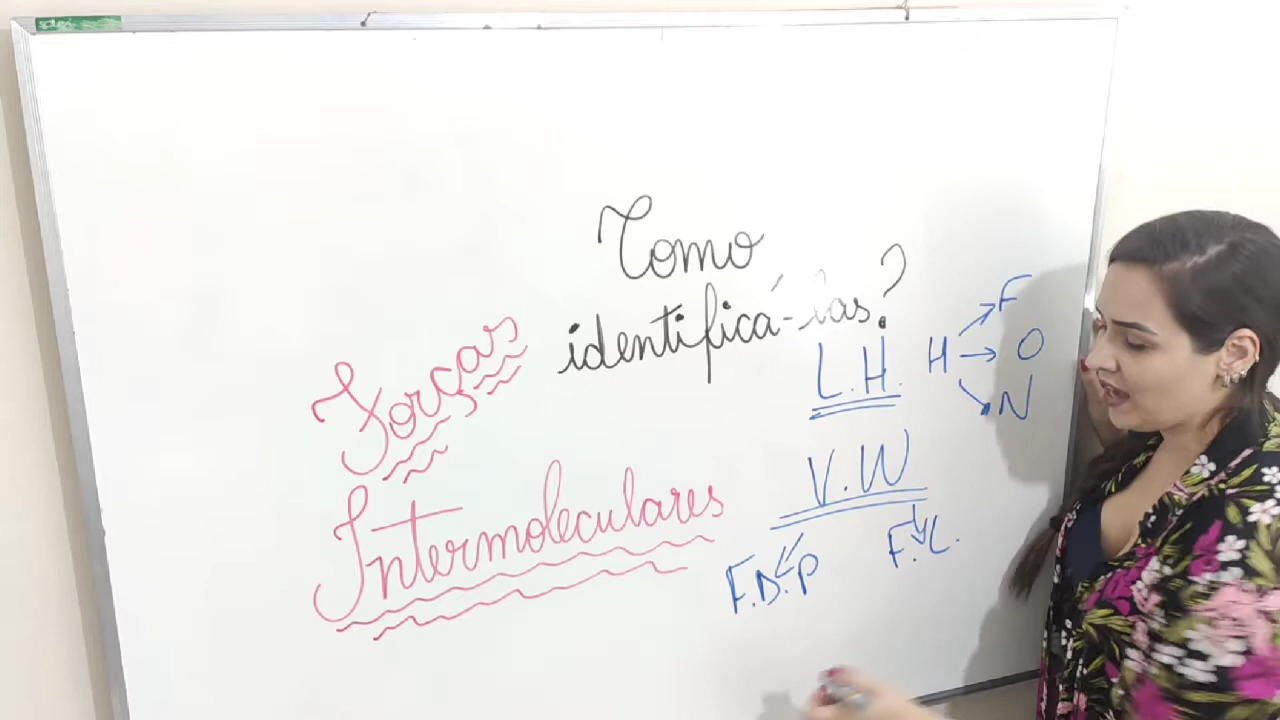 Como
identificá-las?
Forças
Intermoleculares
L.H.
H F
O
N
V.W
F.D.P
F.L.